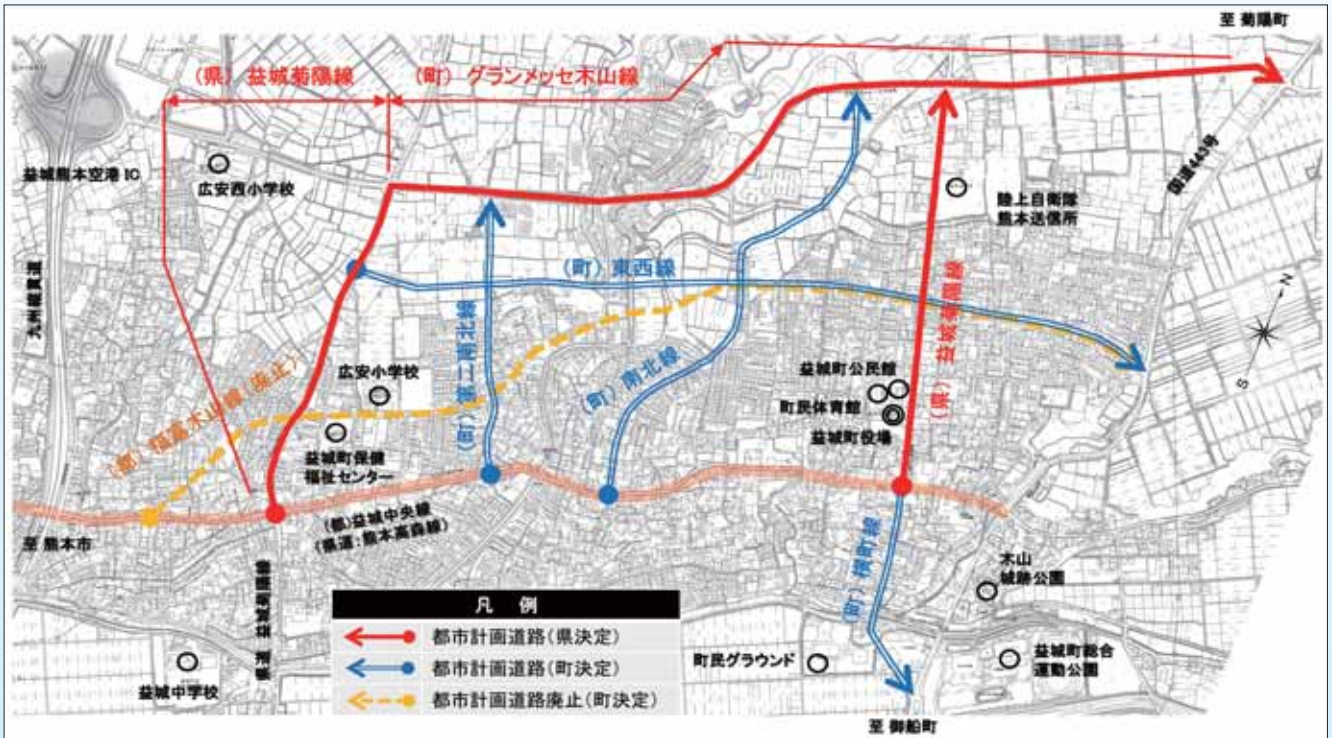 至 菊陽町
(県) 益城菊陽線
(町) グランメッセ木山線
益城熊本空港 IC
広安西小学校
国道443号
陸上自衛隊
熊本送信所
九州縦貫道
(町) 東西線
(町) 第二南北線
(町) 南北線
(県) 益城菊陽線
N
S
広安小学校
益城町公民館
町民体育館
益城町役場
(都) 福富木山線(廃止)
益城町保健
福祉センター
(都)益城中央線
(県道:熊本高森線)
至 熊本市
県道 益城菊陽線
(町) 横町線
木山
城跡公園
益城中学校
町民グラウンド
益城町総合
運動公園
至 御船町
凡 例
都市計画道路(県決定)
都市計画道路(町決定)
都市計画道路廃止(町決定)